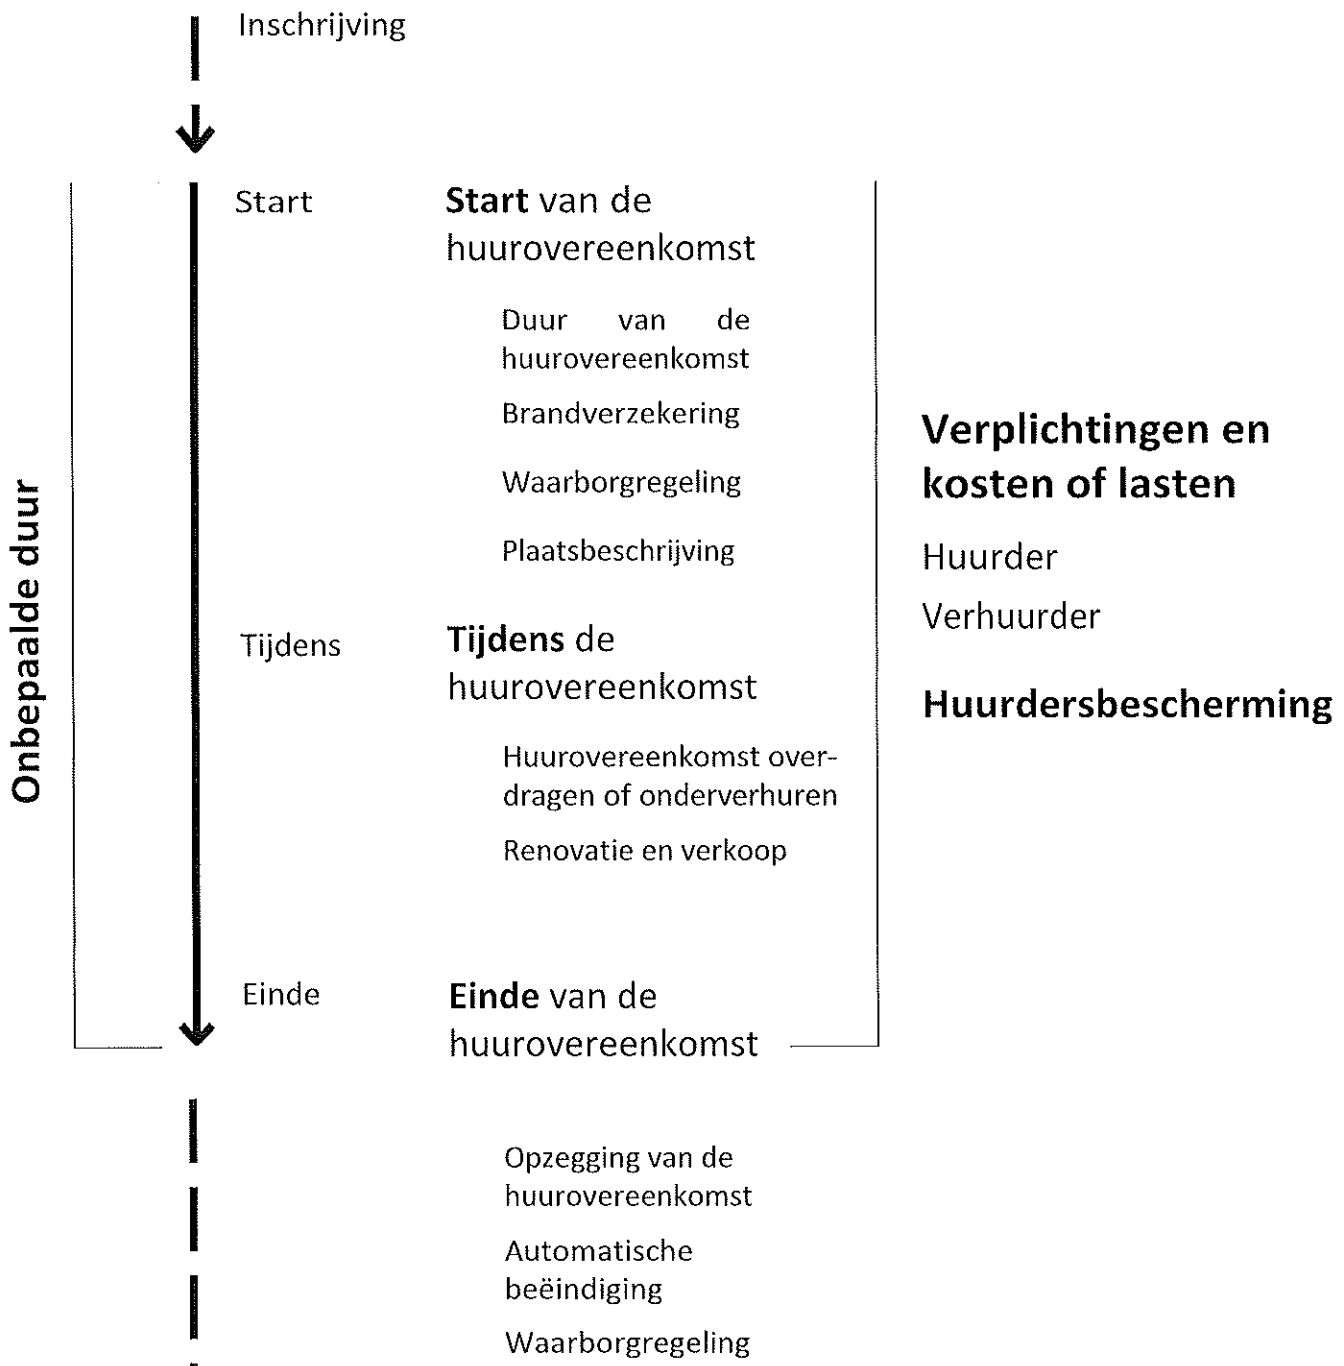 Inschrijving
Start
Start van de
huurovereenkomst
Duur van de
huurovereenkomst
Brandverzekering
Waarborgregeling
Plaatsbeschrijving
Tijdens
Tijdens de
huurovereenkomst
Huurovereenkomst over-
dragen of onderverhuren
Renovatie en verkoop
Einde
Einde van de
huurovereenkomst
Opzegging van de
huurovereenkomst
Automatische
beëindiging
Waarborgregeling
Onbepaalde duur
Verplichtingen en
kosten of lasten
Huurder
Verhuurder
Huurdersbescherming